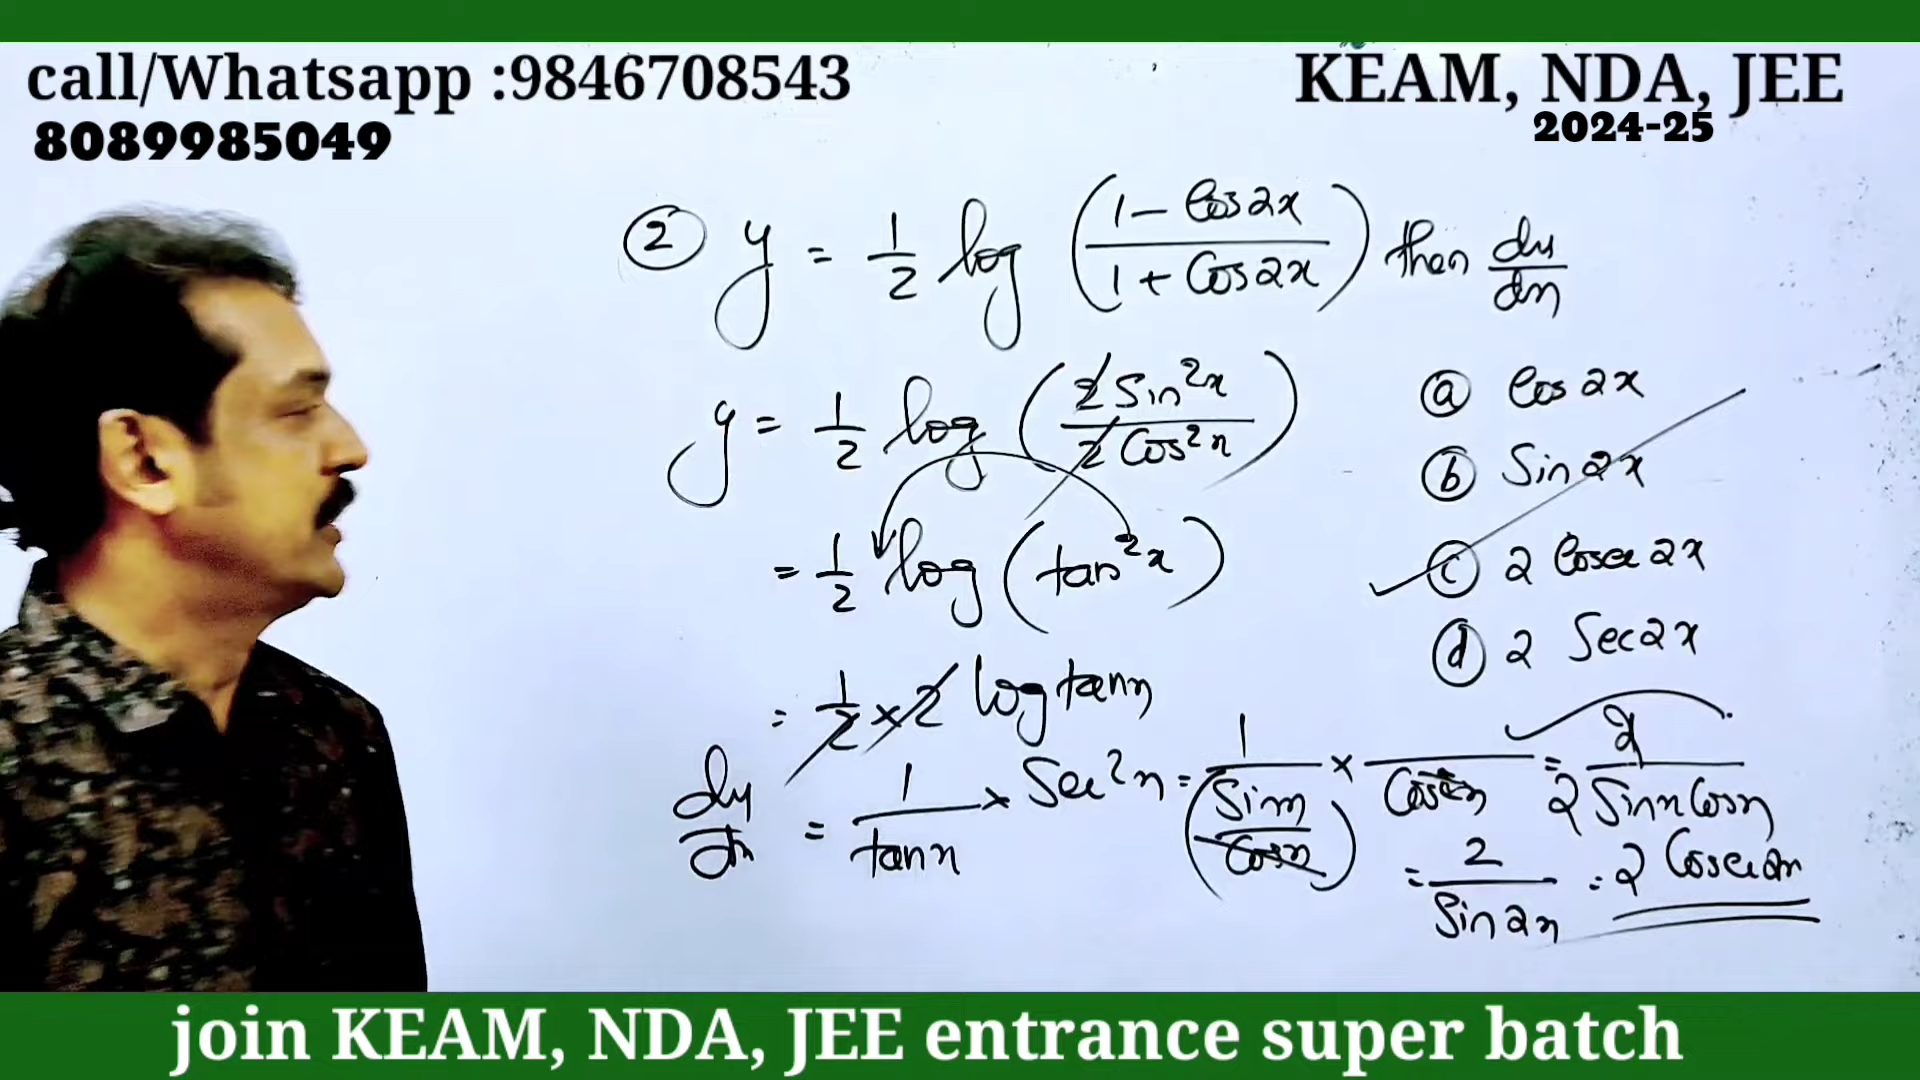 call/Whatsapp :9846708543
8089985049
KEAM, NDA, JEE
2024-25
② y = 1/2 log ((1 - Cos2x)/(1 + Cos2x)) then dy/dx
y = 1/2 log (2Sin²x / 2Cos²x)
= 1/2 log (tan²x)
= 1/2 × 2 log tanx
dy/dx = 1/tanx × Sec²x = 1/(Sinx/Cosx) × 1/Cos²x = 2/(2 Sinx Cosx)
= 2/Sin2x = 2 Cosec2x
ⓐ Cos2x
ⓑ Sin2x
ⓒ 2 Cosec2x
ⓓ 2 Sec2x
join KEAM, NDA, JEE entrance super batch